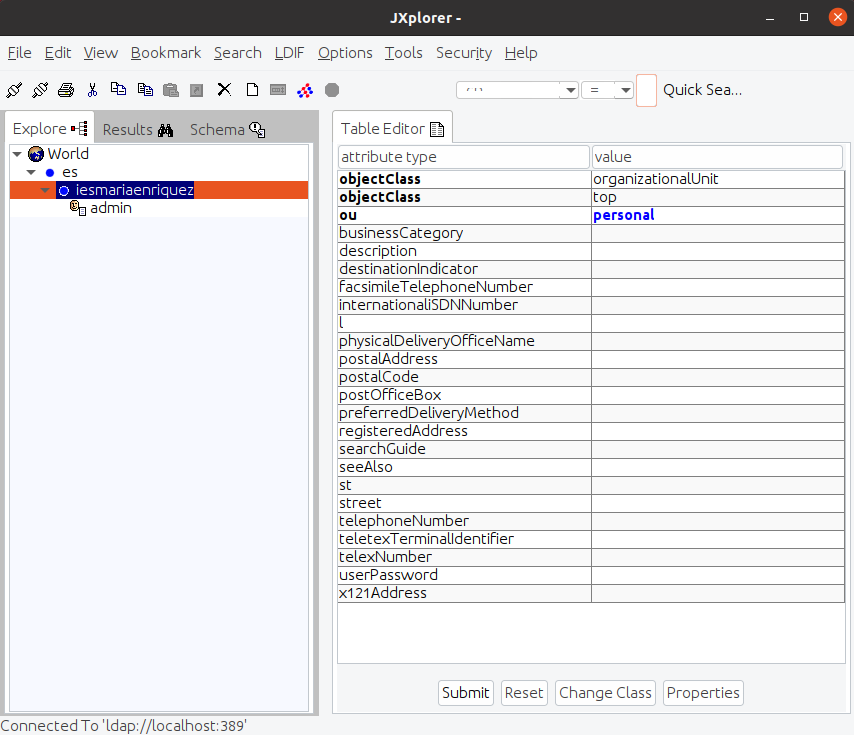 JXplorer -
File Edit View Bookmark Search LDIF Options Tools Security Help
= Quick Sea...
Explore Results Schema
Table Editor
World
es
iesmariaenriquez
admin
attribute type value
objectClass organizationalUnit
objectClass top
ou personal
businessCategory
description
destinationIndicator
facsimileTelephoneNumber
internationaliSDNNumber
l
physicalDeliveryOfficeName
postalAddress
postalCode
postOfficeBox
preferredDeliveryMethod
registeredAddress
searchGuide
seeAlso
st
street
telephoneNumber
teletexTerminalIdentifier
telexNumber
userPassword
x121Address
Submit Reset Change Class Properties
Connected To 'ldap://localhost:389'